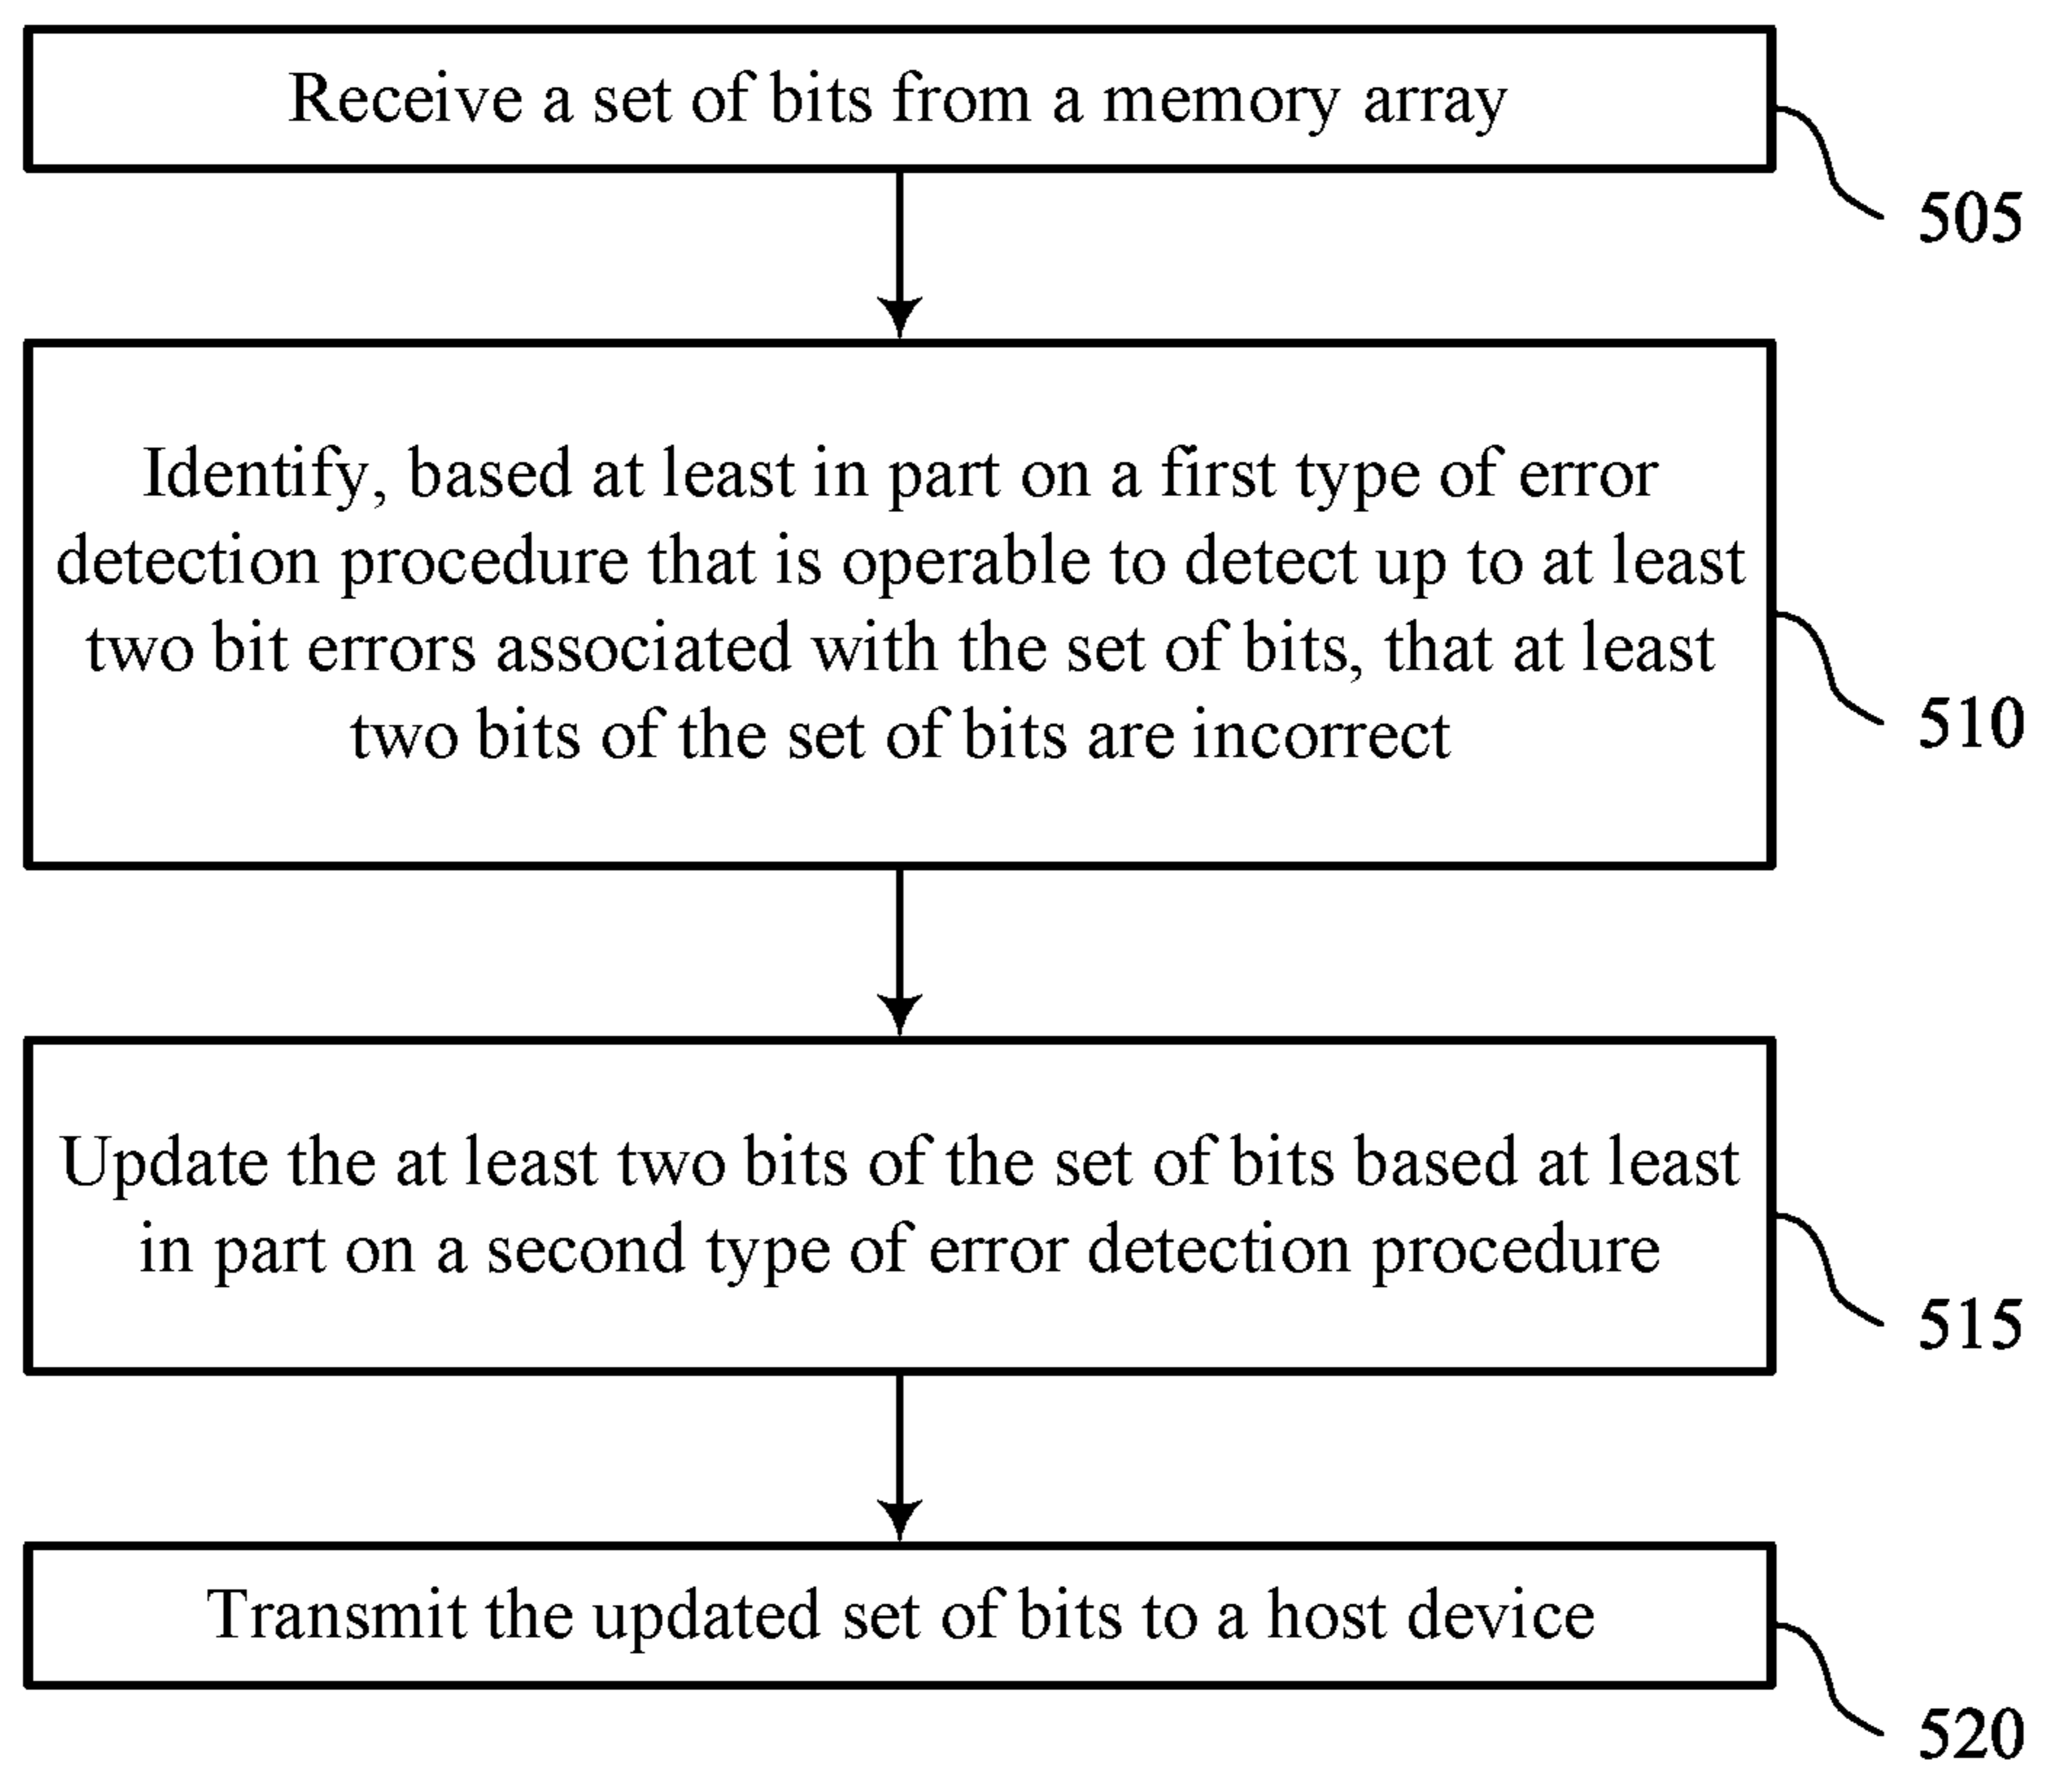 Receive a set of bits from a memory array
505
Identify, based at least in part on a first type of error
detection procedure that is operable to detect up to at least
two bit errors associated with the set of bits, that at least
two bits of the set of bits are incorrect
510
Update the at least two bits of the set of bits based at least
in part on a second type of error detection procedure
515
Transmit the updated set of bits to a host device
520